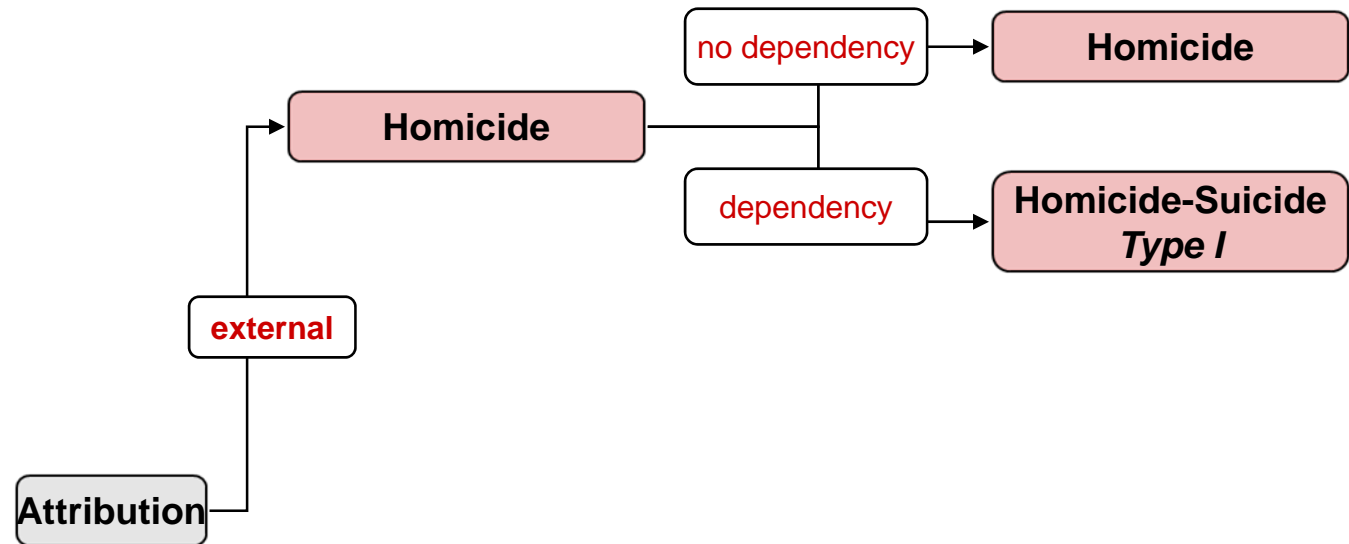 no dependency
Homicide
Homicide
dependency
Homicide-Suicide
Type I
external
Attribution